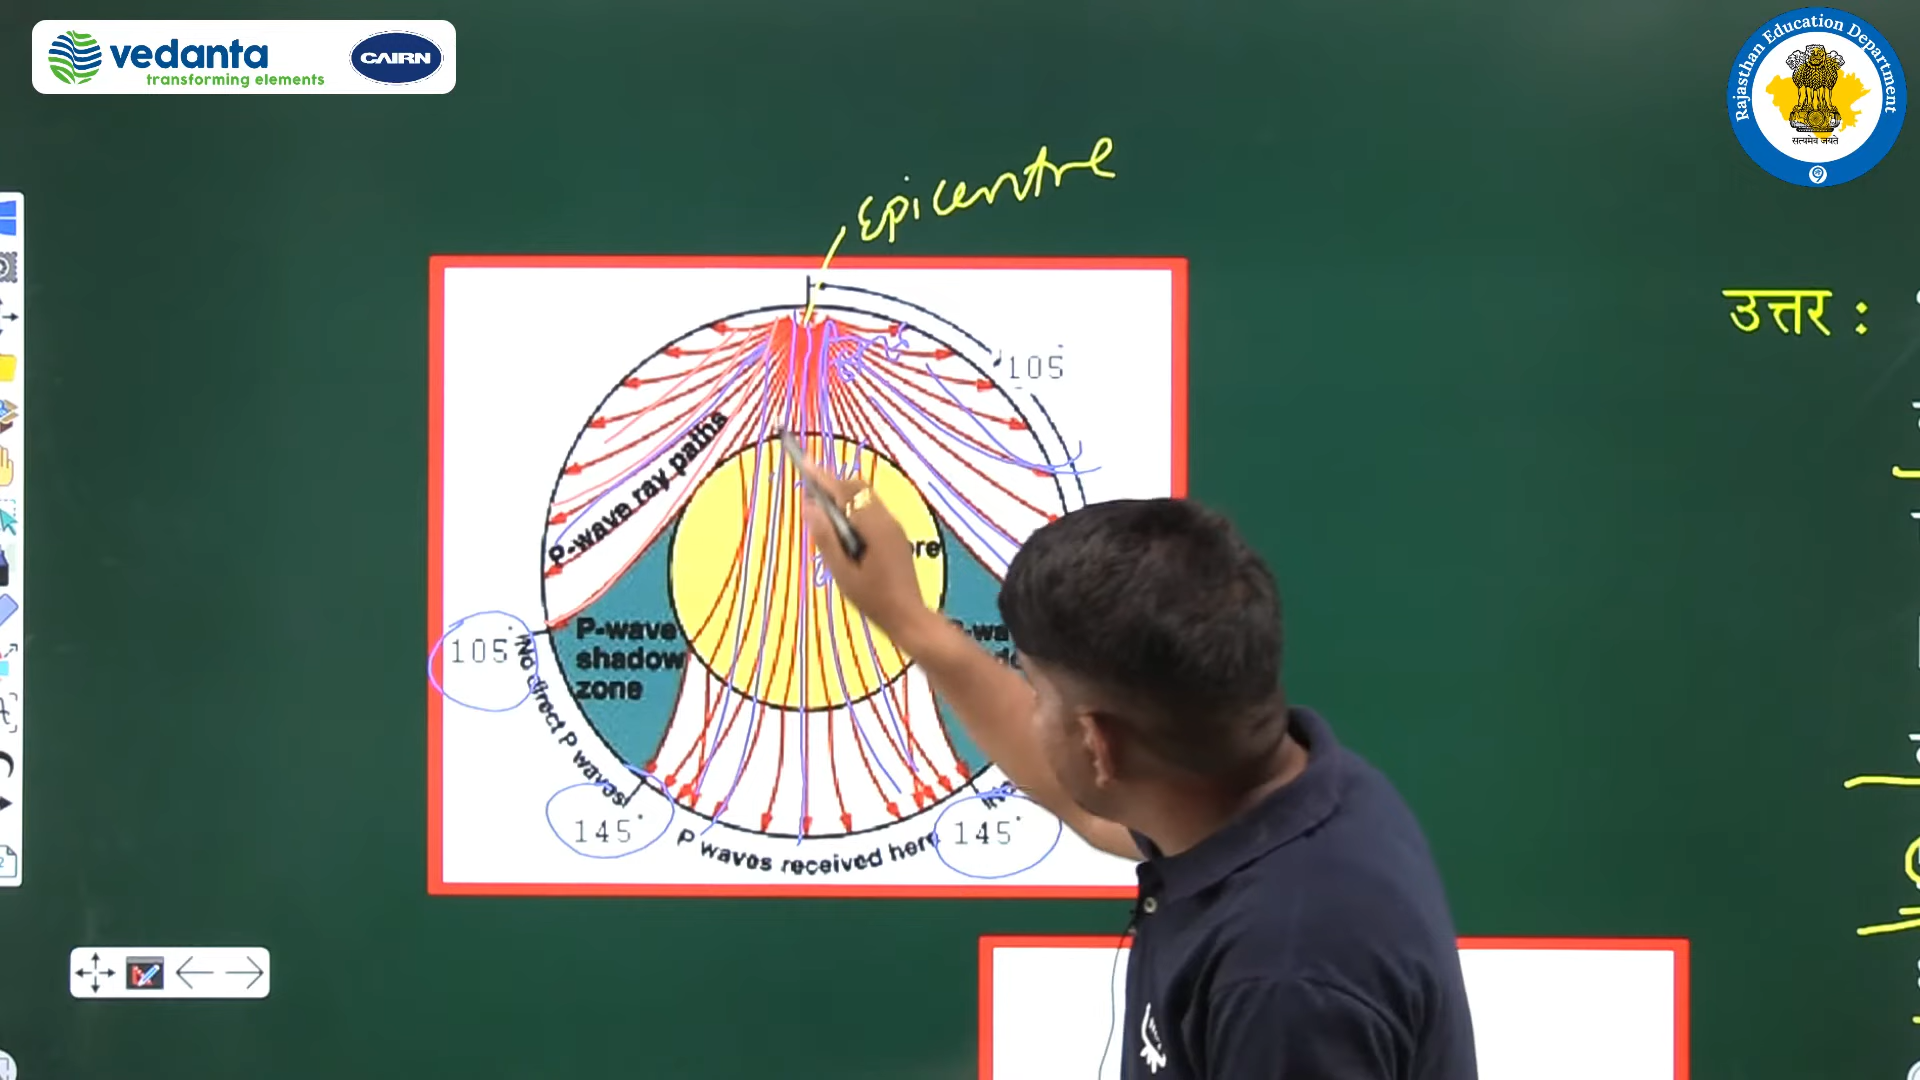 vedanta
transforming elements
CAIRN
Rajasthan Education Department
सत्यमेव जयते
Epicentre
उत्तर :
105°
P-wave ray paths
105°
P-wave
shadow
zone
No direct P waves
145°
P waves received here
145°